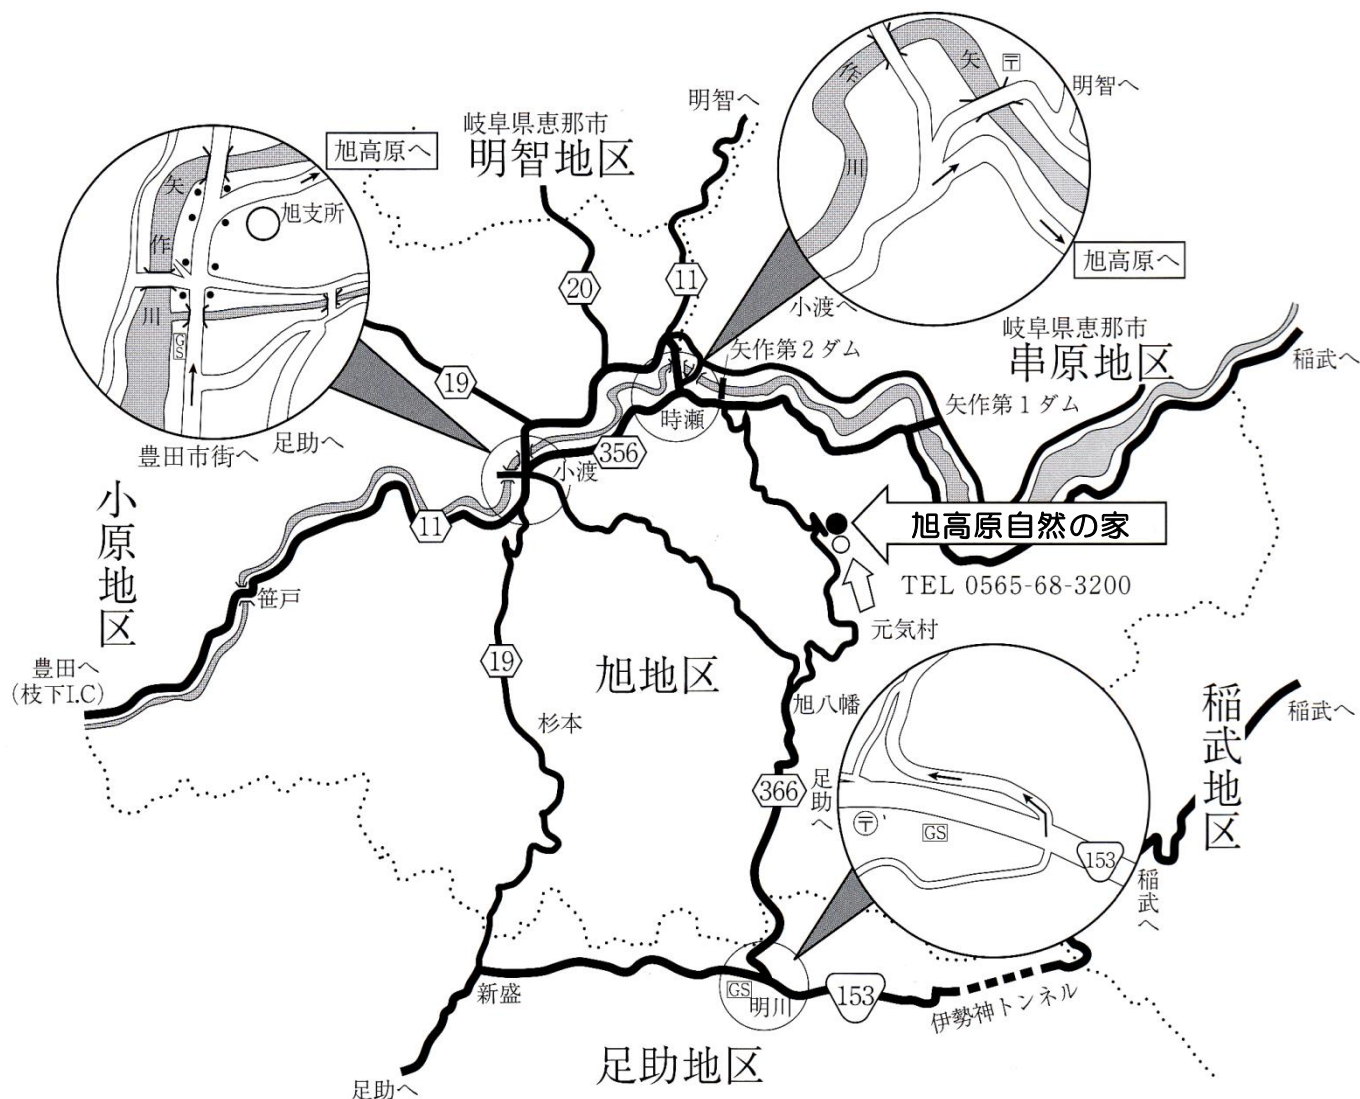 明智へ
岐阜県恵那市
明智地区
旭高原へ
矢
作
川
旭支所
GS
豊田市街へ
足助へ
矢
作
川
〒
明智へ
旭高原へ
小渡へ
岐阜県恵那市
串原地区
稲武へ
20
11
19
矢作第2ダム
矢作第1ダム
時瀬
356
小渡
小原地区
11
笹戸
豊田へ
(枝下I.C)
旭高原自然の家
TEL 0565-68-3200
元気村
19
旭地区
旭八幡
杉本
366
稲武地区
稲武へ
足助へ
〒
GS
153
稲武へ
新盛
GS
明川
153
伊勢神トンネル
足助地区
足助へ